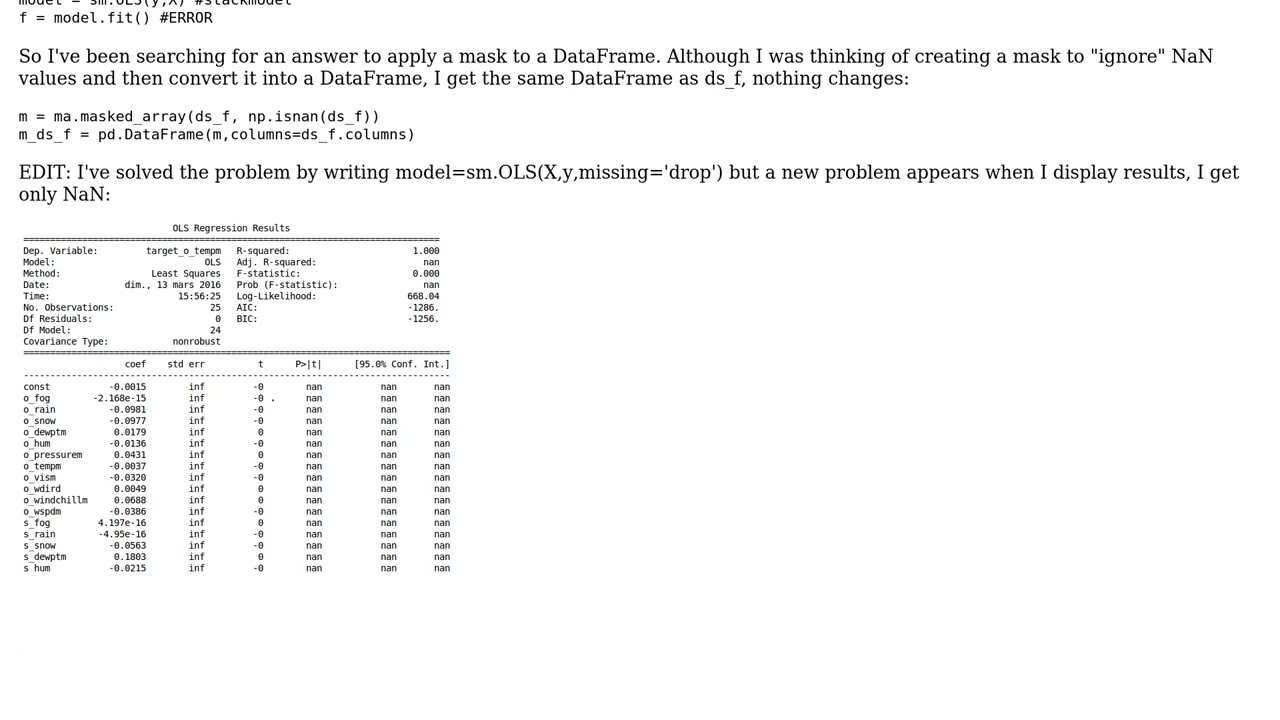 model = sm.OLS(y,X) #stackmodel
f = model.fit() #ERROR
So I've been searching for an answer to apply a mask to a DataFrame. Although I was thinking of creating a mask to "ignore" NaN
values and then convert it into a DataFrame, I get the same DataFrame as ds_f, nothing changes:
m = ma.masked_array(ds_f, np.isnan(ds_f))
m_ds_f = pd.DataFrame(m,columns=ds_f.columns)
EDIT: I've solved the problem by writing model=sm.OLS(X,y,missing='drop') but a new problem appears when I display results, I get
only NaN:
OLS Regression Results
==============================================================================
Dep. Variable: target_o_tempm R-squared: 1.000
Model: OLS Adj. R-squared: nan
Method: Least Squares F-statistic: 0.000
Date: dim., 13 mars 2016 Prob (F-statistic): nan
Time: 15:56:25 Log-Likelihood: 668.04
No. Observations: 25 AIC: -1286.
Df Residuals: 0 BIC: -1256.
Df Model: 24
Covariance Type: nonrobust
================================================================================
coef std err t P>|t| [95.0% Conf. Int.]
--------------------------------------------------------------------------------
const -0.0015 inf -0 nan nan nan
o_fog -2.168e-15 inf -0 . nan nan nan
o_rain -0.0981 inf -0 nan nan nan
o_snow -0.0977 inf -0 nan nan nan
o_dewptm 0.0179 inf 0 nan nan nan
o_hum -0.0136 inf -0 nan nan nan
o_pressurem 0.0431 inf 0 nan nan nan
o_tempm -0.0037 inf -0 nan nan nan
o_vism -0.0320 inf -0 nan nan nan
o_wdird 0.0049 inf 0 nan nan nan
o_windchillm 0.0688 inf 0 nan nan nan
o_wspdm -0.0386 inf -0 nan nan nan
s_fog 4.197e-16 inf 0 nan nan nan
s_rain -4.95e-16 inf -0 nan nan nan
s_snow -0.0563 inf -0 nan nan nan
s_dewptm 0.1803 inf 0 nan nan nan
s_hum -0.0215 inf -0 nan nan nan